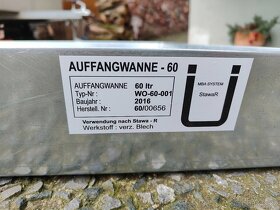 AUFFANGWANNE - 60
AUFFANGWANNE 60 ltr
Typ-Nr : WO-60-001
Baujahr : 2016
Herstell. Nr : 60/00656
Verwendung nach Stawa - R
Werkstoff : verz. Blech
MBA SYSTEM
StawaR